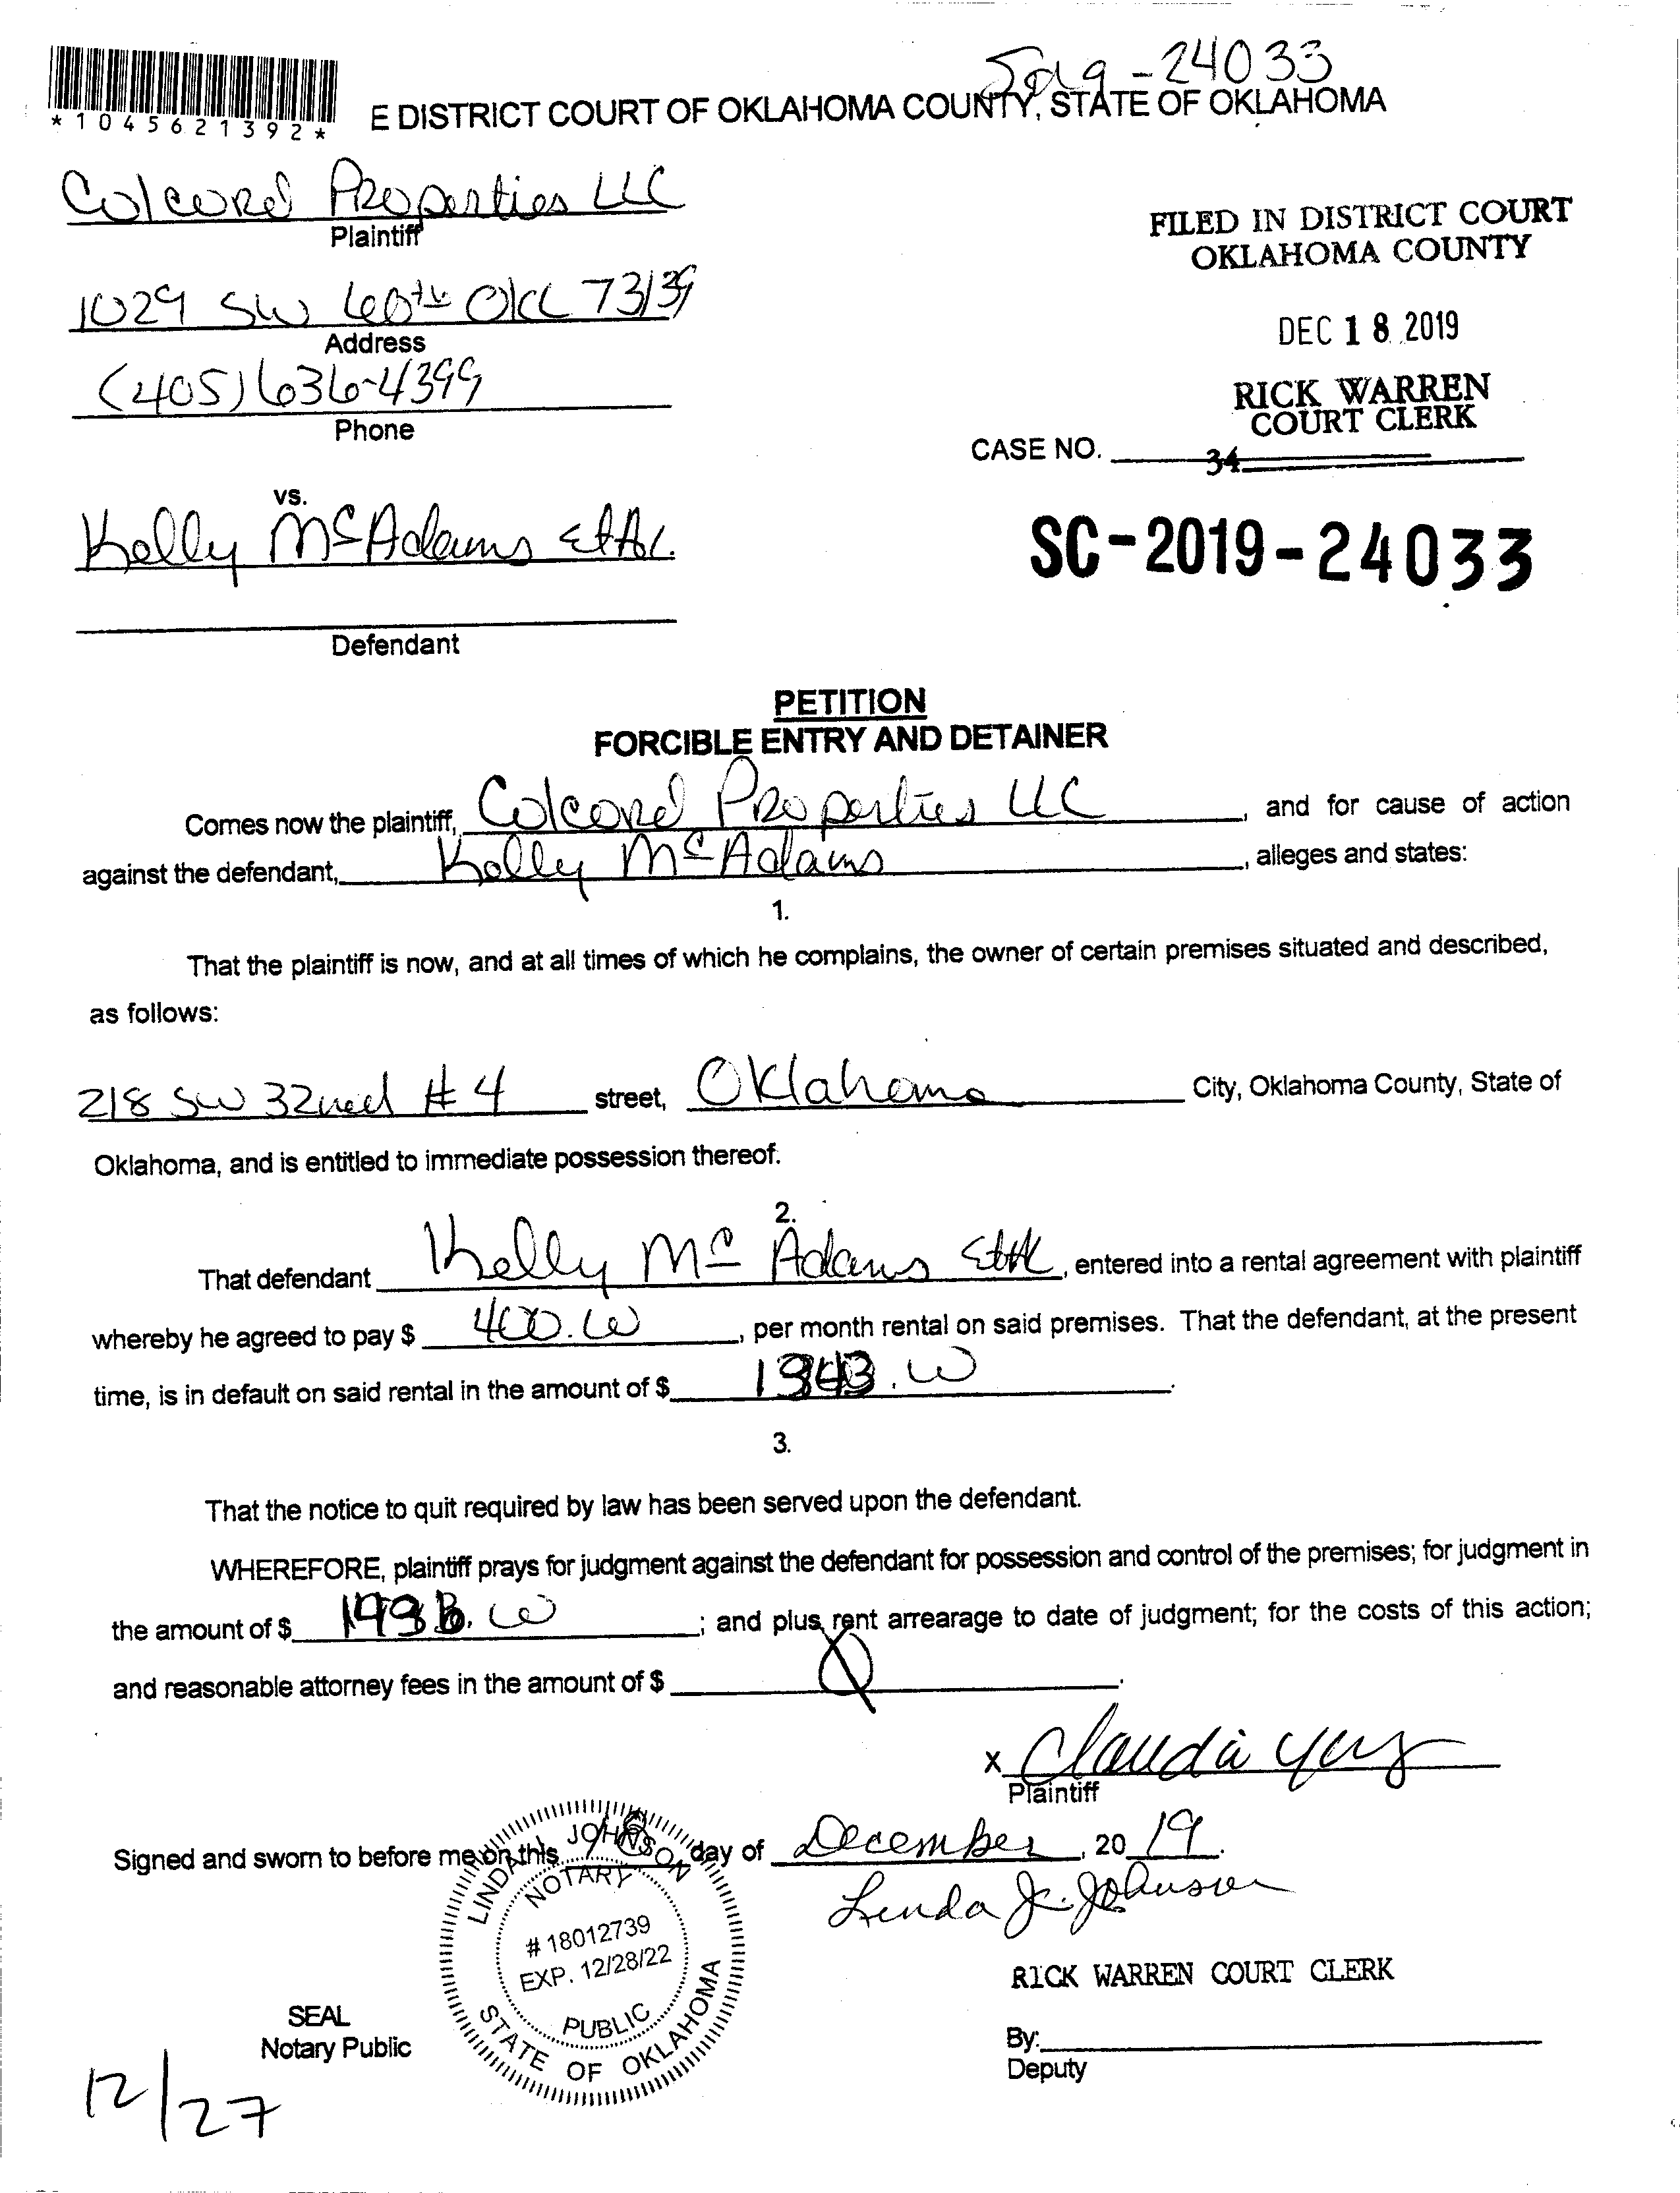 *1045621392*
24033
E DISTRICT COURT OF OKLAHOMA COUNTY, STATE OF OKLAHOMA
Colcord Properties LLC
Plaintiff
1029 SW 60th OKC 73139
Address
(405) 636-4399
Phone
FILED IN DISTRICT COURT
OKLAHOMA COUNTY
DEC 18 2019
RICK WARREN
COURT CLERK
CASE NO.
34
SC-2019-24033
vs.
Kelly McAdams EtAl.
Defendant
PETITION
FORCIBLE ENTRY AND DETAINER
Comes now the plaintiff, Colcord Properties LLC, and for cause of action
against the defendant, Kelly McAdams, alleges and states:
1.
That the plaintiff is now, and at all times of which he complains, the owner of certain premises situated and described,
as follows:
218 SW 32nd #4 street, Oklahoma City, Oklahoma County, State of
Oklahoma, and is entitled to immediate possession thereof.
2.
That defendant Kelly McAdams EtAl, entered into a rental agreement with plaintiff
whereby he agreed to pay $ 400.00, per month rental on said premises. That the defendant, at the present
time, is in default on said rental in the amount of $
3.
That the notice to quit required by law has been served upon the defendant.
WHEREFORE, plaintiff prays for judgment against the defendant for possession and control of the premises; for judgment in
the amount of $ ; and plus rent arrearage to date of judgment; for the costs of this action;
and reasonable attorney fees in the amount of $
x Claudia
Plaintiff
Signed and sworn to before me on this 18 day of December, 2019.
Linda J. Johnson
LINDA J. JOHNSON
NOTARY
# 18012739
EXP. 12/28/22
PUBLIC
STATE OF OKLAHOMA
RICK WARREN COURT CLERK
SEAL
Notary Public
By:
Deputy
12/27